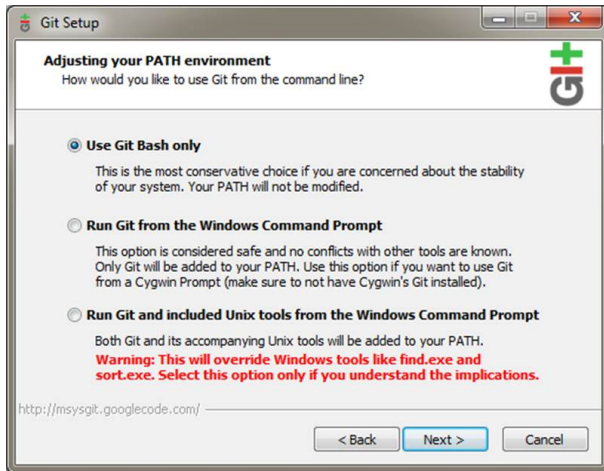 Git Setup
Adjusting your PATH environment
How would you like to use Git from the command line?
Git
Use Git Bash only
This is the most conservative choice if you are concerned about the stability
of your system. Your PATH will not be modified.
Run Git from the Windows Command Prompt
This option is considered safe and no conflicts with other tools are known.
Only Git will be added to your PATH. Use this option if you want to use Git
from a Cygwin Prompt (make sure to not have Cygwin's Git installed).
Run Git and included Unix tools from the Windows Command Prompt
Both Git and its accompanying Unix tools will be added to your PATH.
Warning: This will override Windows tools like find.exe and
sort.exe. Select this option only if you understand the implications.
http://msysgit.googlecode.com/
< Back Next > Cancel